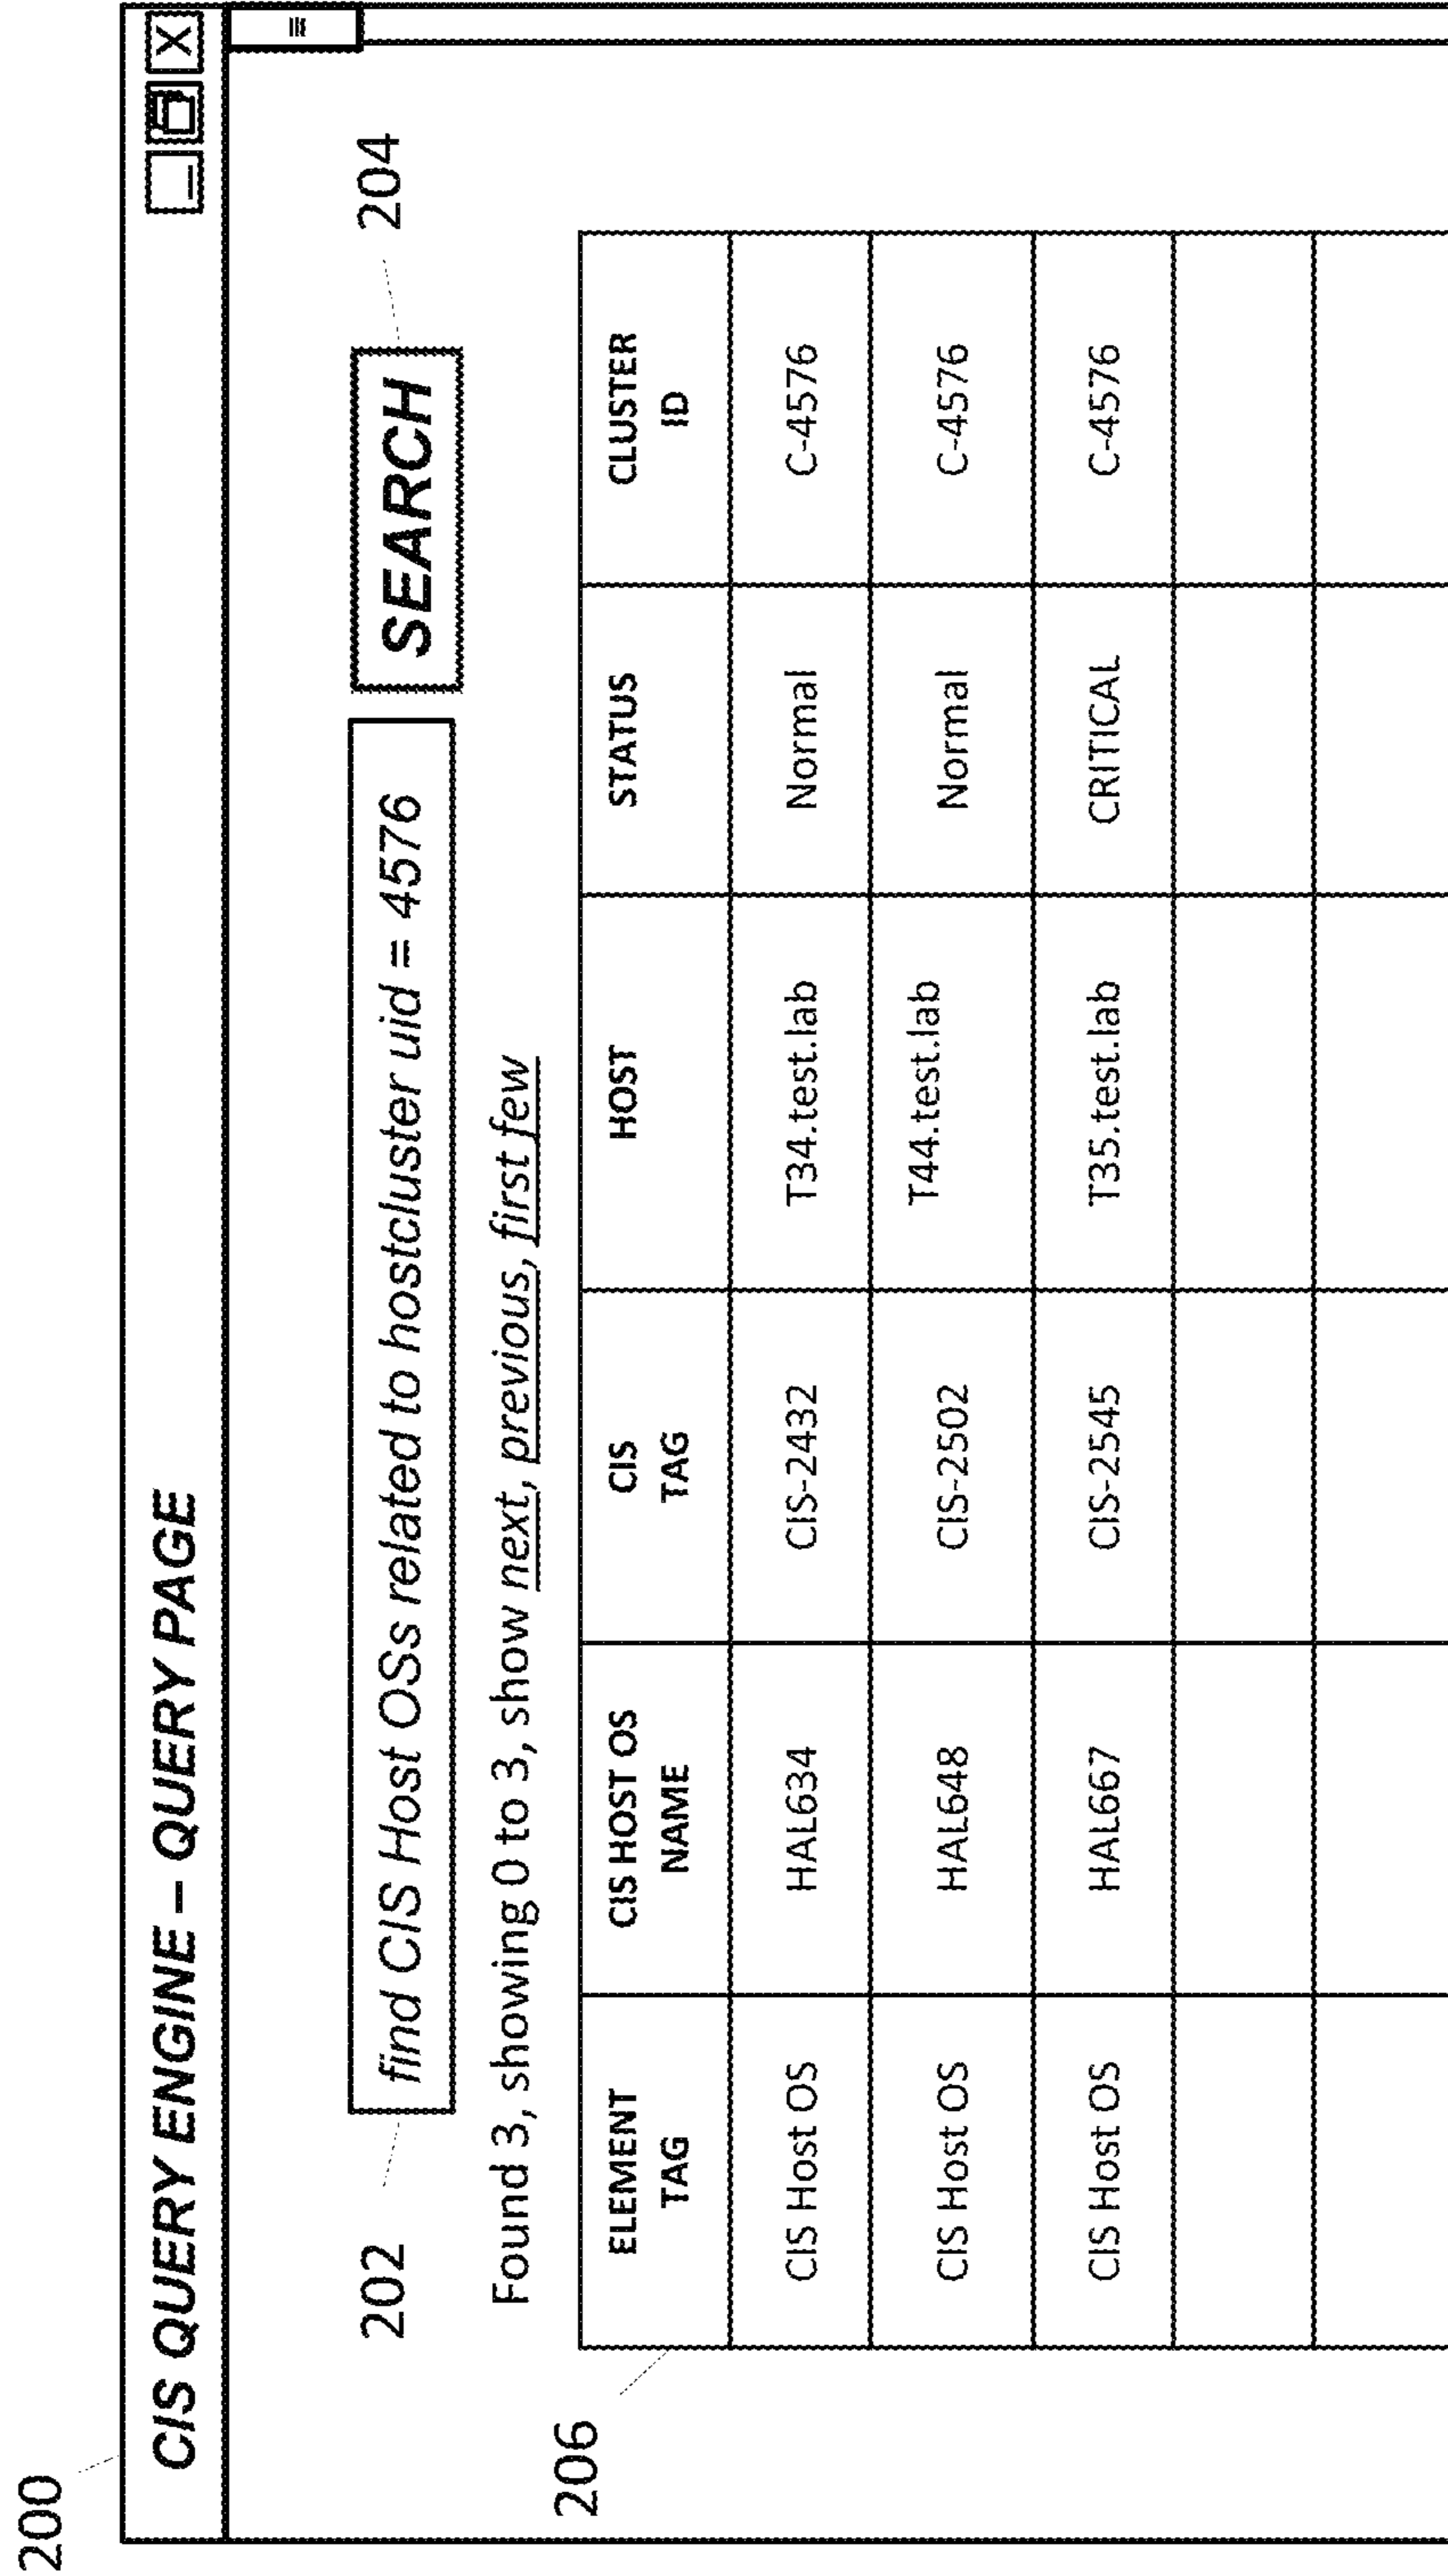 200
CIS QUERY ENGINE – QUERY PAGE _ X
202 find CIS Host OSs related to hostcluster uid = 4576 SEARCH 204
Found 3, showing 0 to 3, show next, previous, first few
206
ELEMENT TAG CIS HOST OS NAME CIS TAG HOST STATUS CLUSTER ID
CIS Host OS HAL634 CIS-2432 T34.test.lab Normal C-4576
CIS Host OS HAL648 CIS-2502 T44.test.lab Normal C-4576
CIS Host OS HAL667 CIS-2545 T35.test.lab CRITICAL C-4576